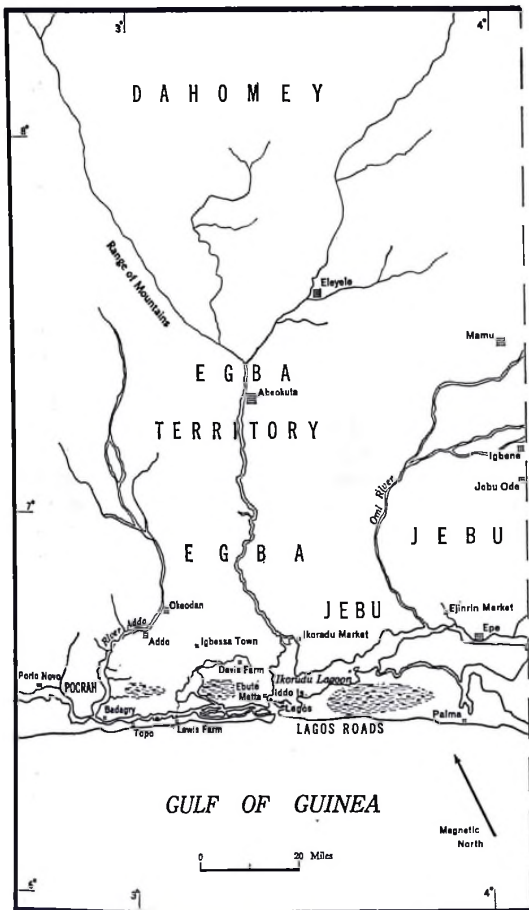 3°
4°
DAHOMEY
8°
Range of Mountains
Eleyele
Mamu
EGBA
Abeokuta
TERRITORY
Igbene
Jebu Ode
Omi River
7°
JEBU
EGBA
Okeodan
JEBU
Ejinrin Market
River Addo
Addo
Igbessa Town
Ikoradu Market
Epe
Davis Farm
Porto Novo
POCRAH
Ikorudu Lagoon
Ebute
Metta
Jiddo Is.
Lagos
Badagry
Palma
Topo
Lewis Farm
LAGOS ROADS
GULF OF GUINEA
Magnetic
North
0 20 Miles
6°
3°
4°